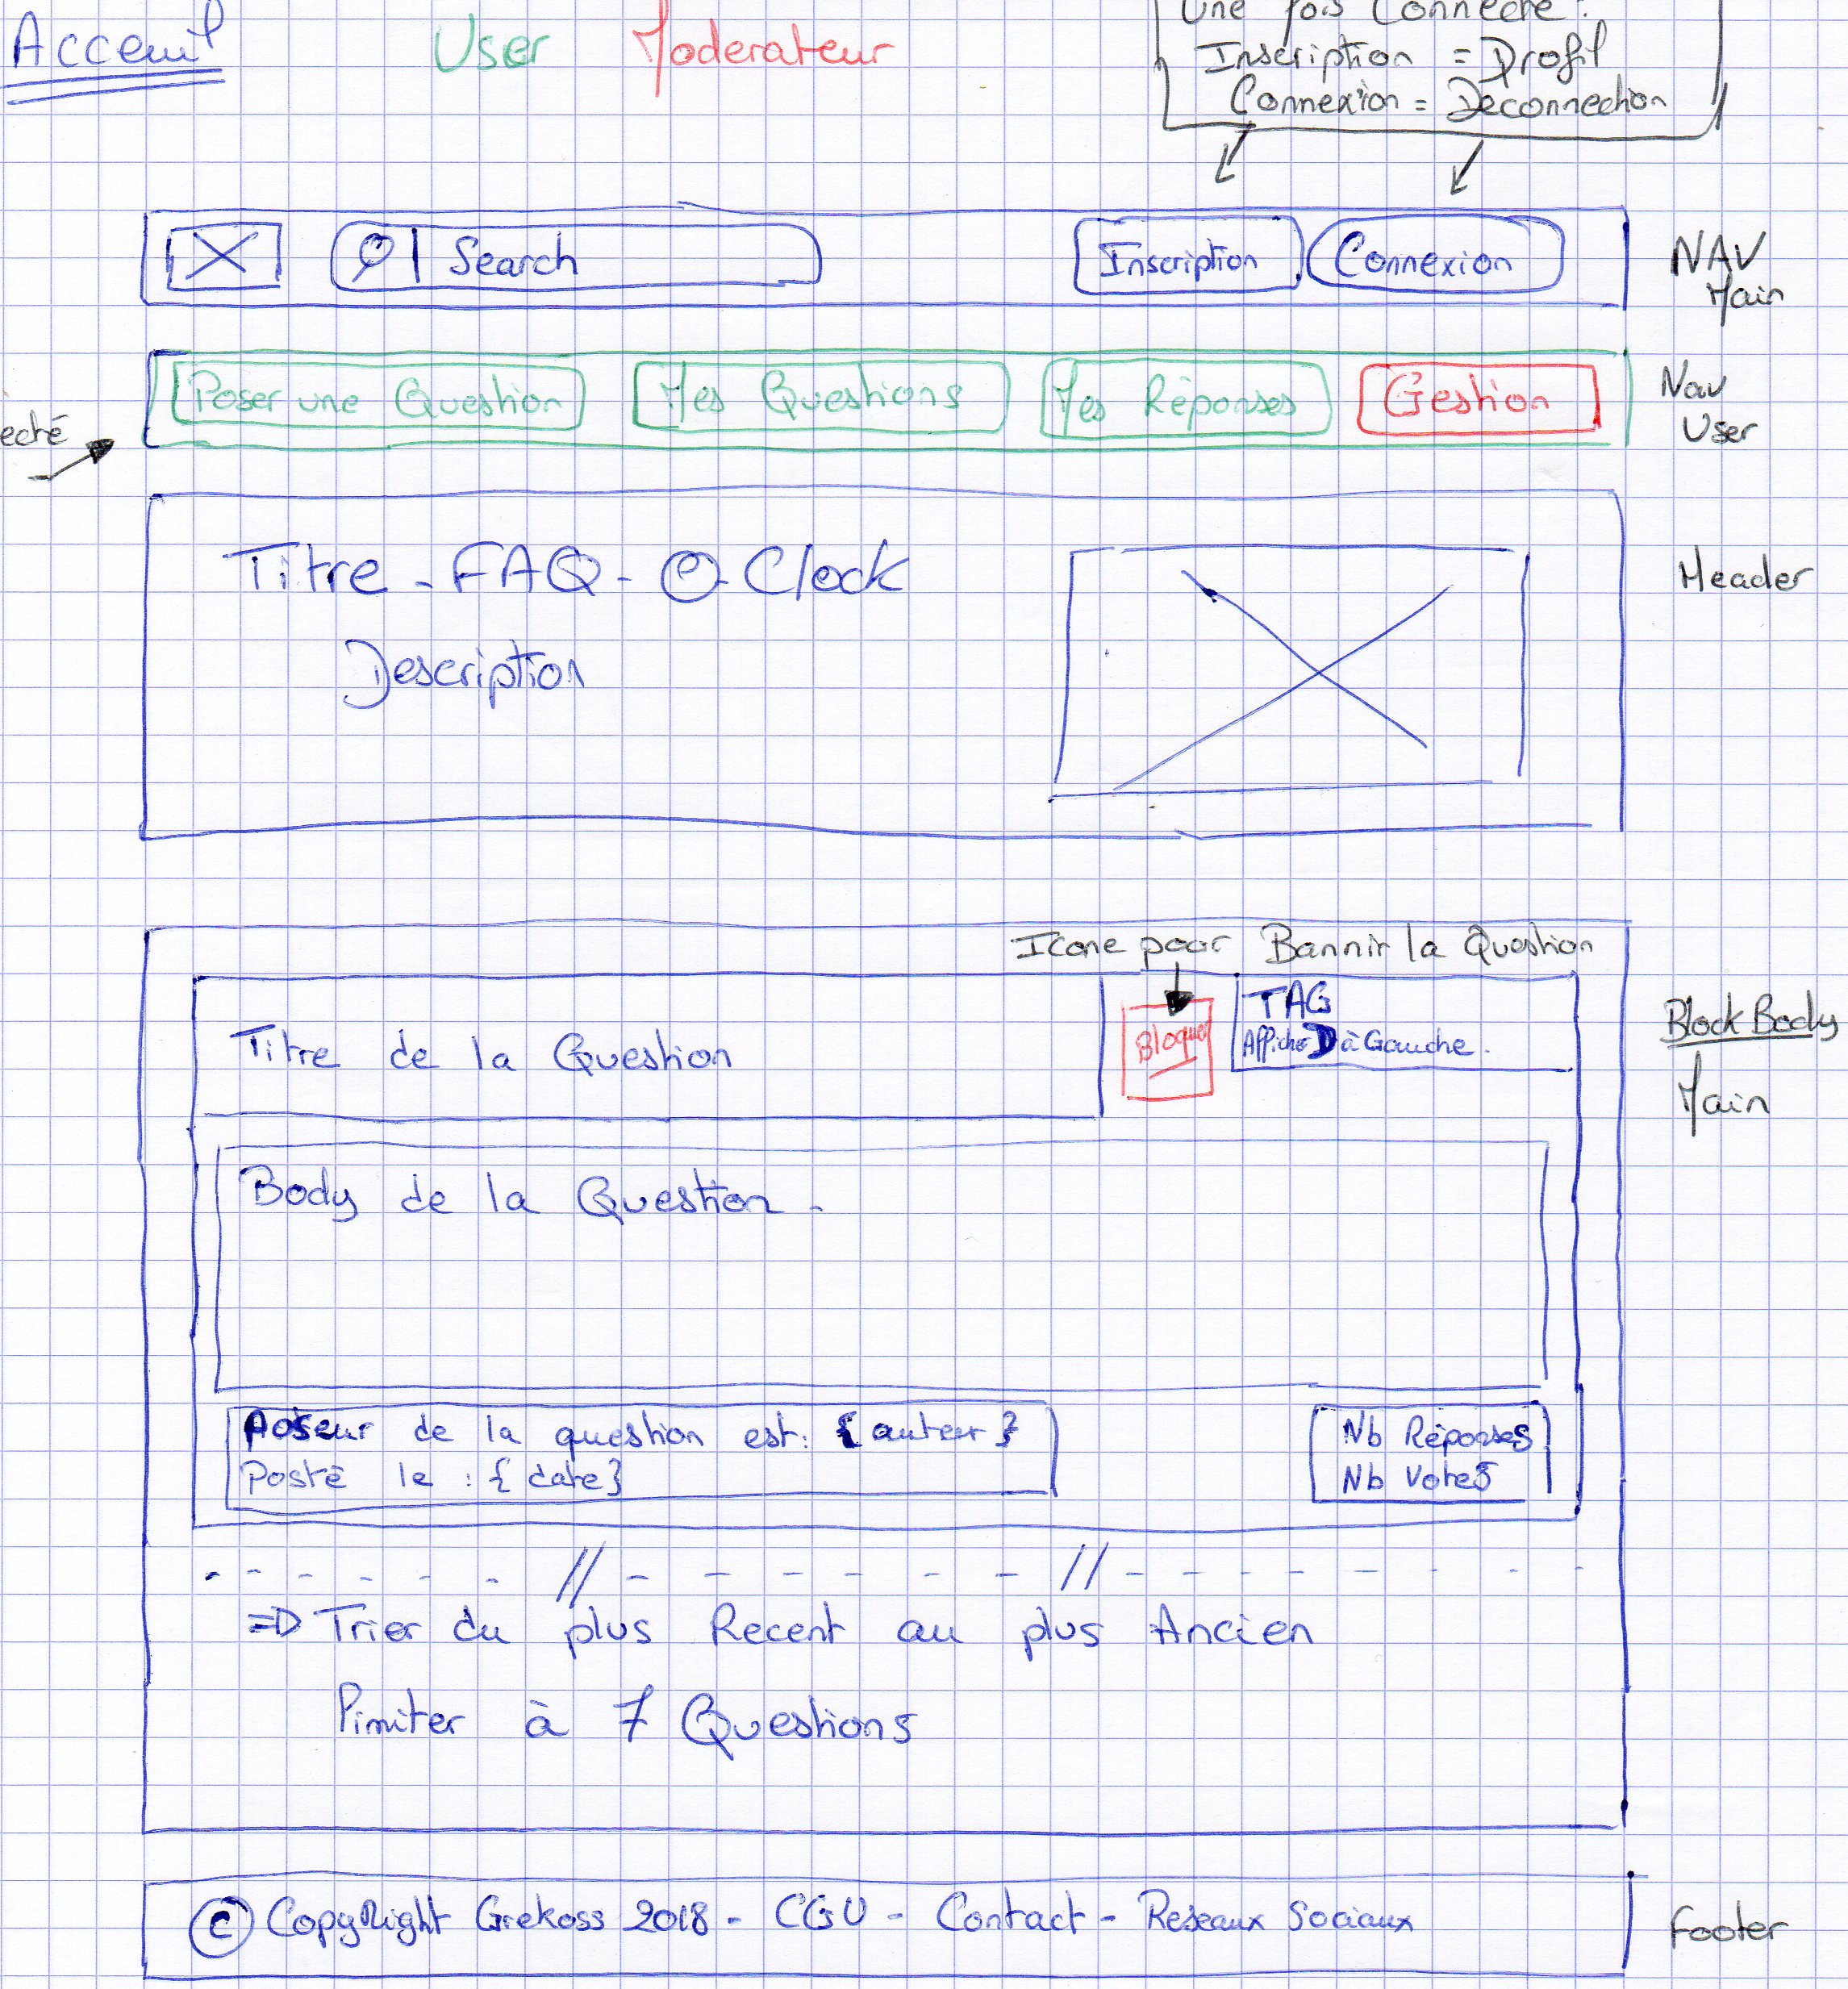 Acceuil User Moderateur
Une fois Connecté :
Inscription = Profil
Connexion = Deconnection
Search Inscription Connexion
NAV
Main
Poser une Question Mes Questions Mes Réponses Gestion
Nav
User
ecté
Titre - FAQ - O Clock
Header
Description
Icone pour Bannir la Question
TAG
Titre de la Question
Bloquer
Afficher D à Gauche.
Block Body
Main
Body de la Question -
Poseur de la question est : { auteur }
Posté le : { date }
Nb Réponses
Nb Votes
=> Trier du plus Recent au plus Ancien
limiter à 7 Questions
© CopyRight Grekoss 2018 - CGU - Contact - Reseaux Sociaux
Footer